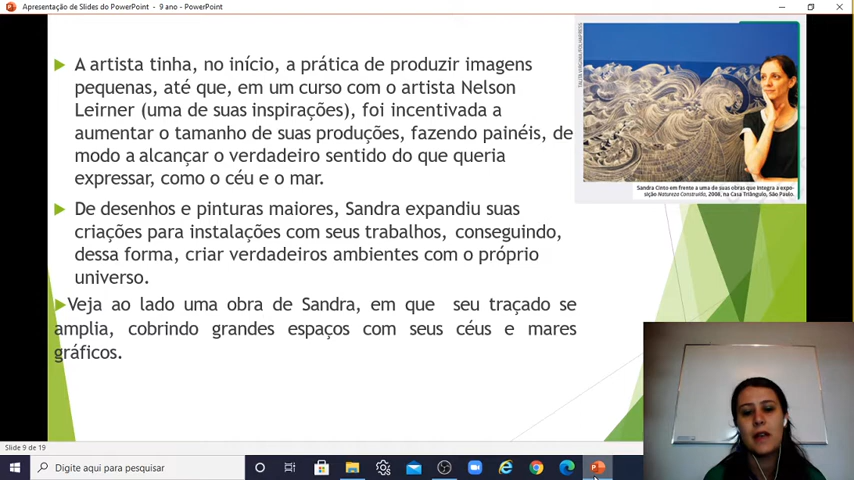 Apresentação de Slides do PowerPoint - 9 ano - PowerPoint
A artista tinha, no início, a prática de produzir imagens
pequenas, até que, em um curso com o artista Nelson
Leirner (uma de suas inspirações), foi incentivada a
aumentar o tamanho de suas produções, fazendo painéis, de
modo a alcançar o verdadeiro sentido do que queria
expressar, como o céu e o mar.
De desenhos e pinturas maiores, Sandra expandiu suas
criações para instalações com seus trabalhos, conseguindo,
dessa forma, criar verdadeiros ambientes com o próprio
universo.
Veja ao lado uma obra de Sandra, em que seu traçado se
amplia, cobrindo grandes espaços com seus céus e mares
gráficos.
Sandra Cinto em frente a uma de suas obras que integra a expo-
sição Natureza Construída, 2008, na Casa Triângulo, São Paulo.
Slide 9 de 19
Digite aqui para pesquisar